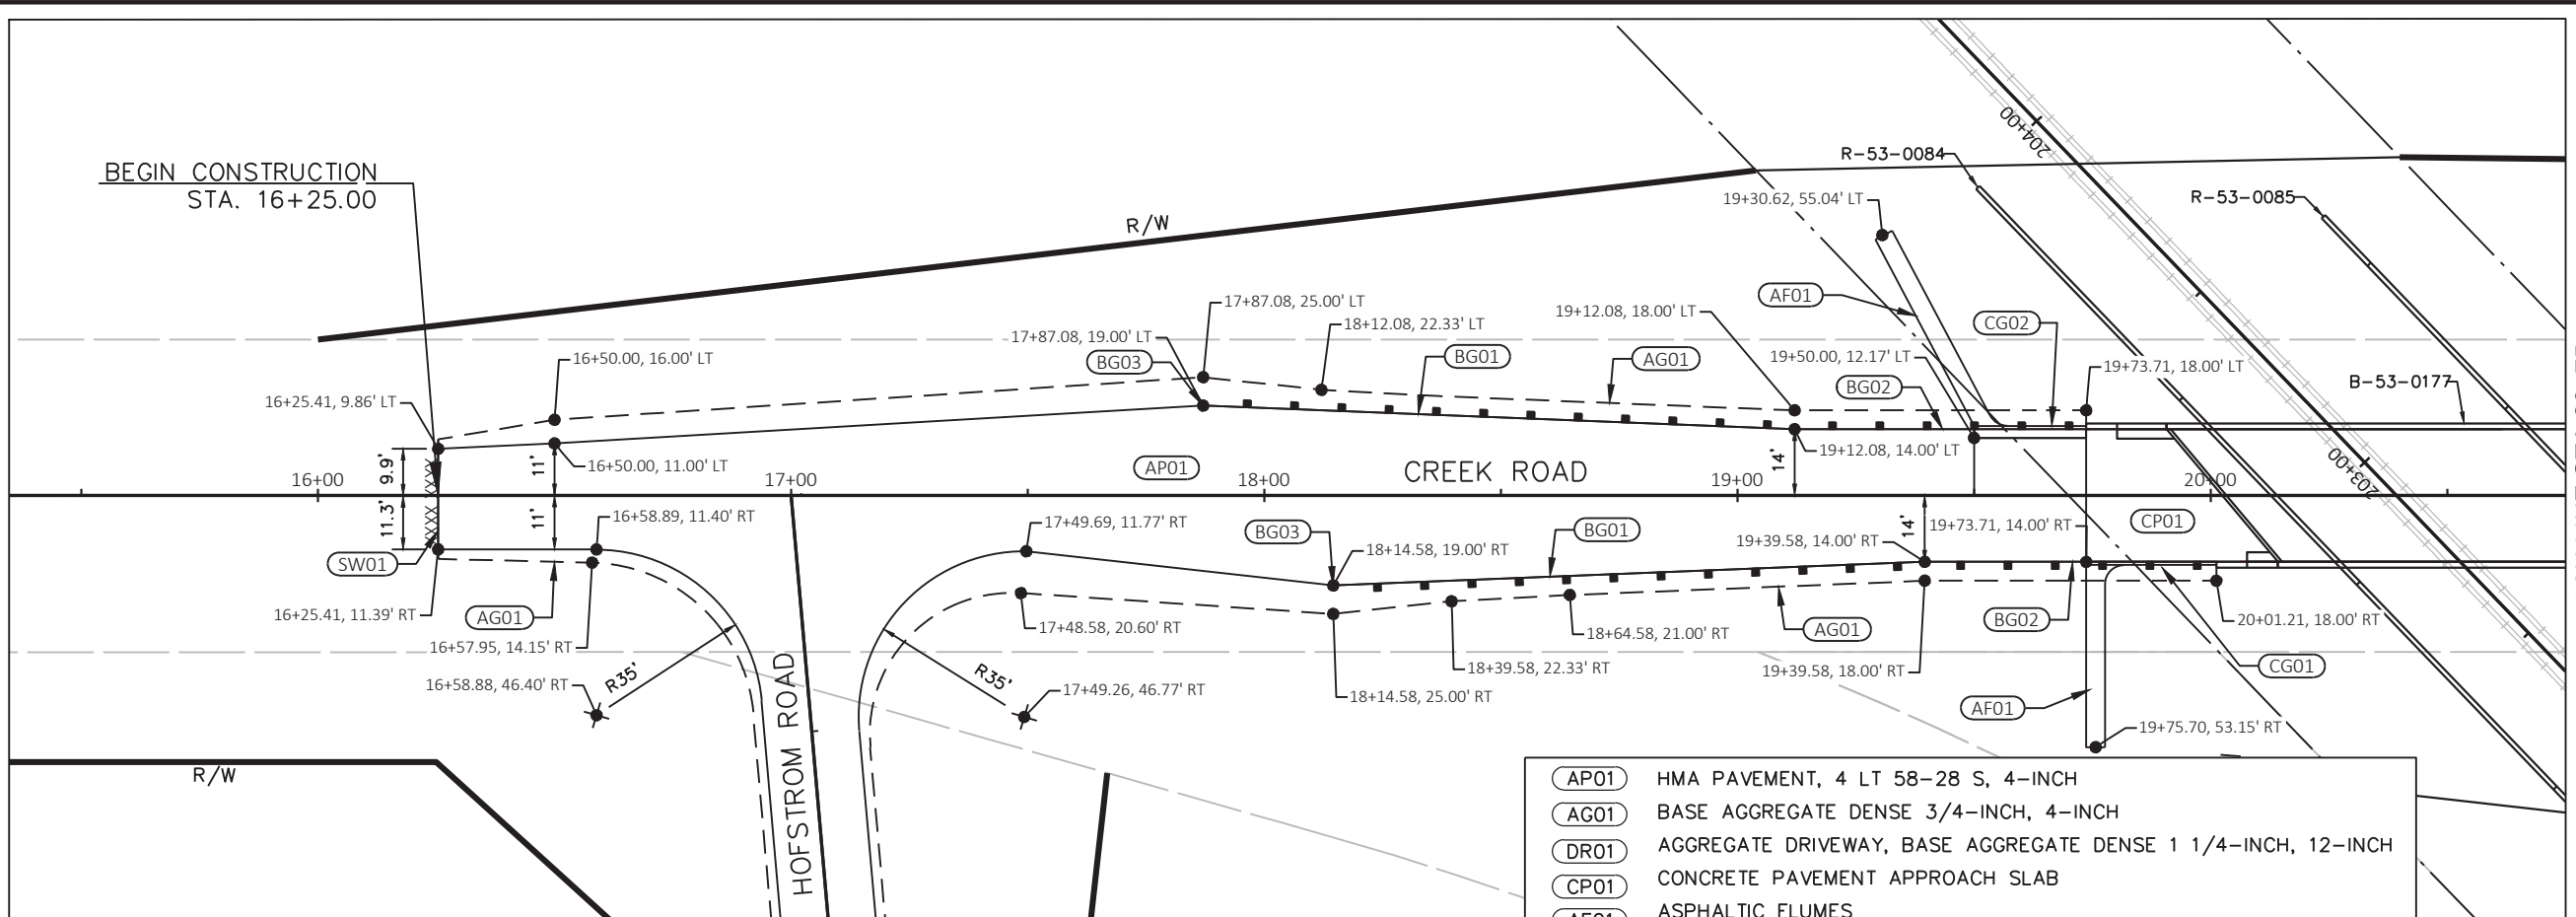 BEGIN CONSTRUCTION
STA. 16+25.00
R/W
R-53-0084
204+00
R-53-0085
19+30.62, 55.04' LT
AF01
CG02
17+87.08, 25.00' LT
18+12.08, 22.33' LT
19+12.08, 18.00' LT
17+87.08, 19.00' LT
BG03
BG01
AG01
19+50.00, 12.17' LT
BG02
19+73.71, 18.00' LT
B-53-0177
16+50.00, 16.00' LT
16+25.41, 9.86' LT
9.9'
11'
16+50.00, 11.00' LT
AP01
CREEK ROAD
14'
19+12.08, 14.00' LT
203+00
16+00
17+00
18+00
19+00
20+00
11.3'
11'
16+58.89, 11.40' RT
17+49.69, 11.77' RT
BG03
BG01
14'
19+73.71, 14.00' RT
CP01
18+14.58, 19.00' RT
19+39.58, 14.00' RT
SW01
16+25.41, 11.39' RT
AG01
16+57.95, 14.15' RT
17+48.58, 20.60' RT
18+64.58, 21.00' RT
AG01
BG02
20+01.21, 18.00' RT
18+39.58, 22.33' RT
19+39.58, 18.00' RT
CG01
R35'
R35'
16+58.88, 46.40' RT
17+49.26, 46.77' RT
18+14.58, 25.00' RT
AF01
19+75.70, 53.15' RT
HOFSTROM ROAD
R/W
AP01 HMA PAVEMENT, 4 LT 58-28 S, 4-INCH
AG01 BASE AGGREGATE DENSE 3/4-INCH, 4-INCH
DR01 AGGREGATE DRIVEWAY, BASE AGGREGATE DENSE 1 1/4-INCH, 12-INCH
CP01 CONCRETE PAVEMENT APPROACH SLAB
AF01 ASPHALTIC FLUMES